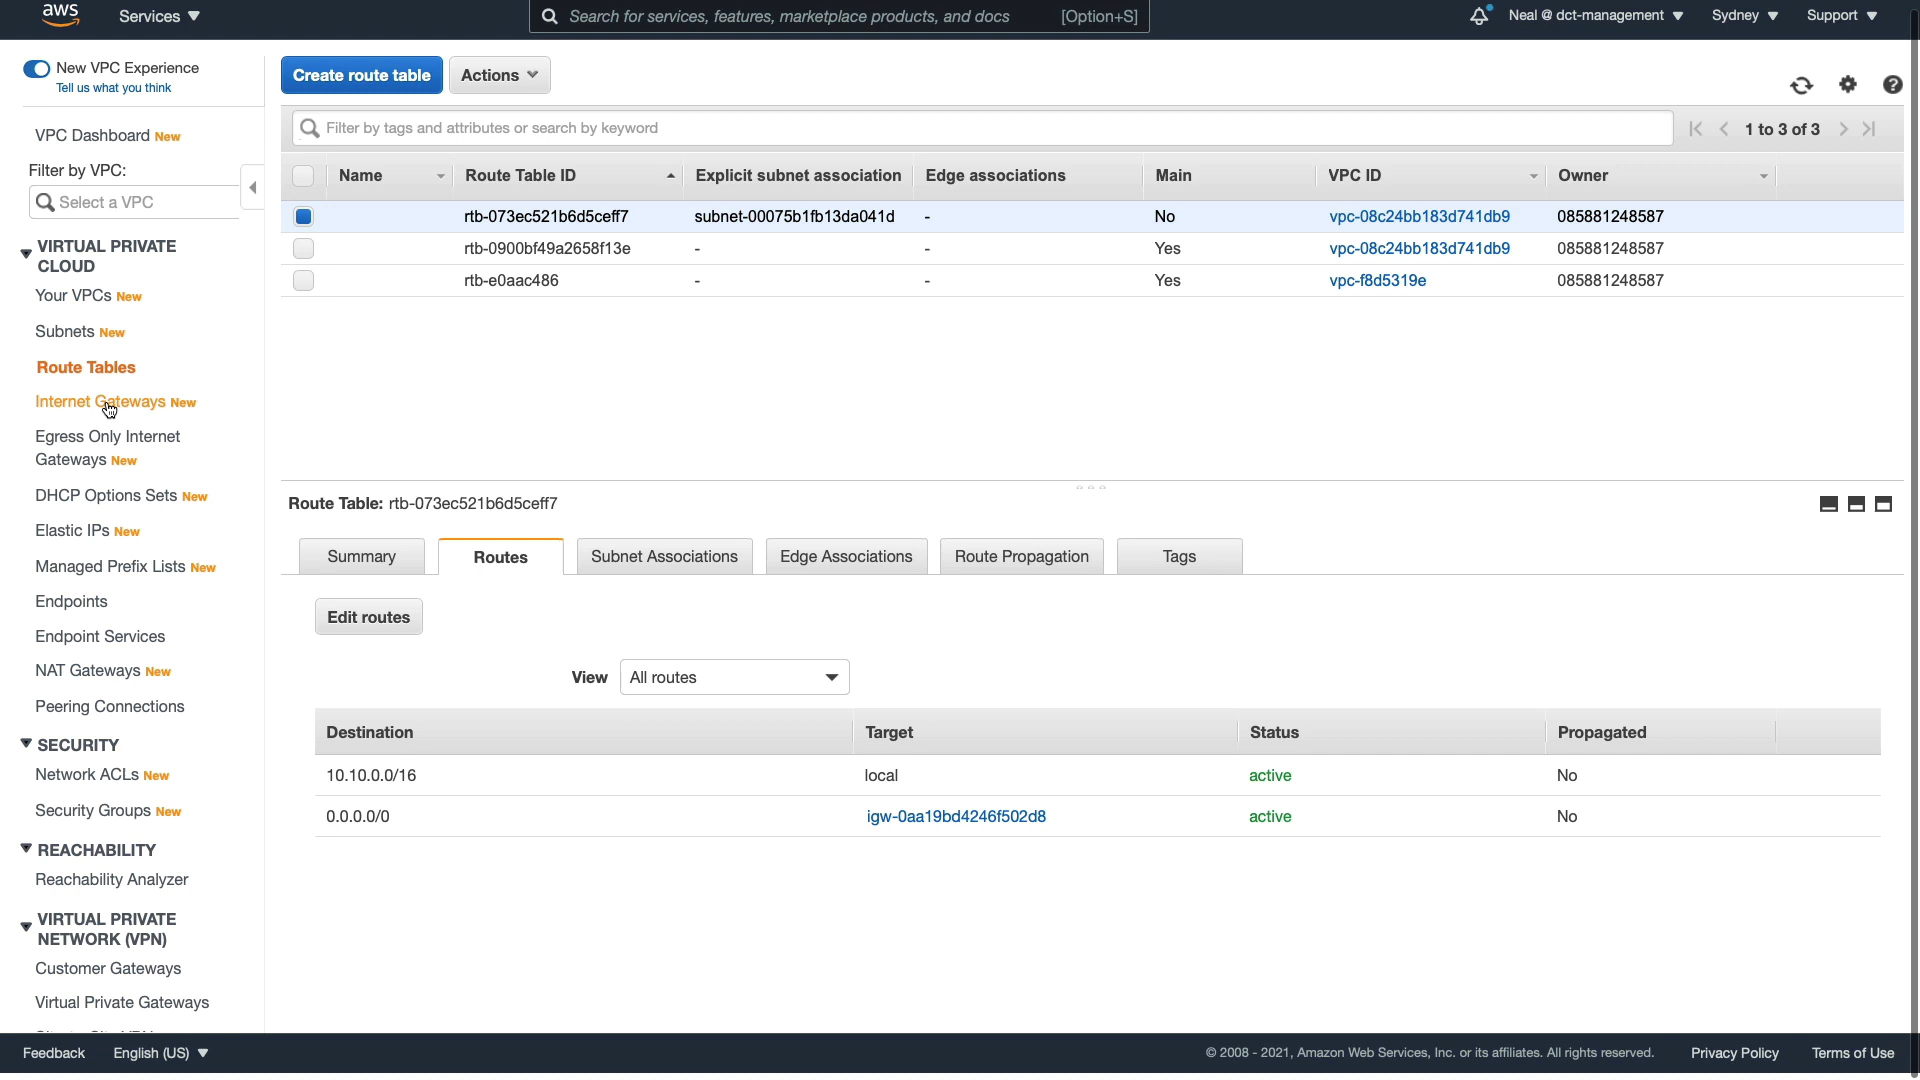 aws
Services
Search for services, features, marketplace products, and docs
[Option+S]
Neal @ dct-management
Sydney
Support
New VPC Experience
Tell us what you think
VPC Dashboard New
Filter by VPC:
Select a VPC
VIRTUAL PRIVATE
CLOUD
Your VPCs New
Subnets New
Route Tables
Internet Gateways New
Egress Only Internet
Gateways New
DHCP Options Sets New
Elastic IPs New
Managed Prefix Lists New
Endpoints
Endpoint Services
NAT Gateways New
Peering Connections
SECURITY
Network ACLs New
Security Groups New
REACHABILITY
Reachability Analyzer
VIRTUAL PRIVATE
NETWORK (VPN)
Customer Gateways
Virtual Private Gateways
Create route table
Actions
Filter by tags and attributes or search by keyword
1 to 3 of 3
Name Route Table ID Explicit subnet association Edge associations Main VPC ID Owner
rtb-073ec521b6d5ceff7 subnet-00075b1fb13da041d - No vpc-08c24bb183d741db9 085881248587
rtb-0900bf49a2658f13e - - Yes vpc-08c24bb183d741db9 085881248587
rtb-e0aac486 - - Yes vpc-f8d5319e 085881248587
Route Table: rtb-073ec521b6d5ceff7
Summary Routes Subnet Associations Edge Associations Route Propagation Tags
Edit routes
View All routes
Destination Target Status Propagated
10.10.0.0/16 local active No
0.0.0.0/0 igw-0aa19bd4246f502d8 active No
Feedback
English (US)
© 2008 - 2021, Amazon Web Services, Inc. or its affiliates. All rights reserved.
Privacy Policy
Terms of Use